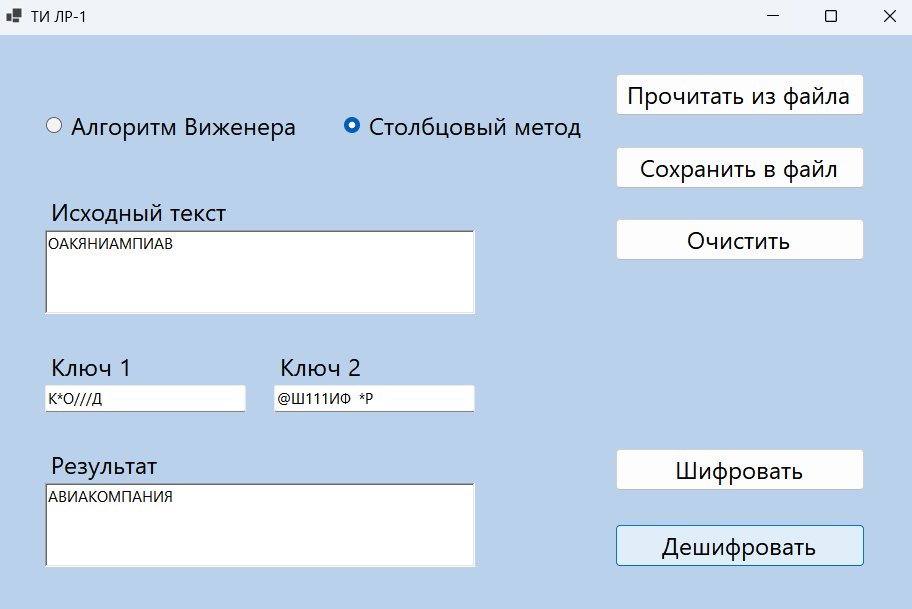 ТИ ЛР-1
Прочитать из файла
Алгоритм Виженера
Столбцовый метод
Сохранить в файл
Исходный текст
ОАКЯНИАМПИАВ
Очистить
Ключ 1
Ключ 2
К*О///Д
@Ш111ИФ  *Р
Результат
АВИАКОМПАНИЯ
Шифровать
Дешифровать